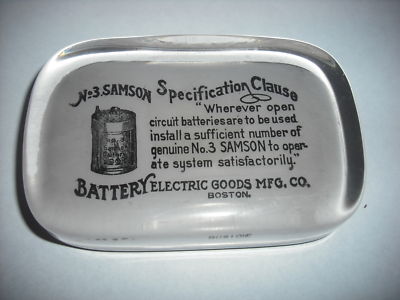 No.3. SAMSON Specification Clause
"Wherever open
circuit batteries are to be used
install a sufficient number of
genuine No.3 SAMSON to oper-
ate system satisfactorily."
BATTERY ELECTRIC GOODS MFG. CO.
BOSTON.